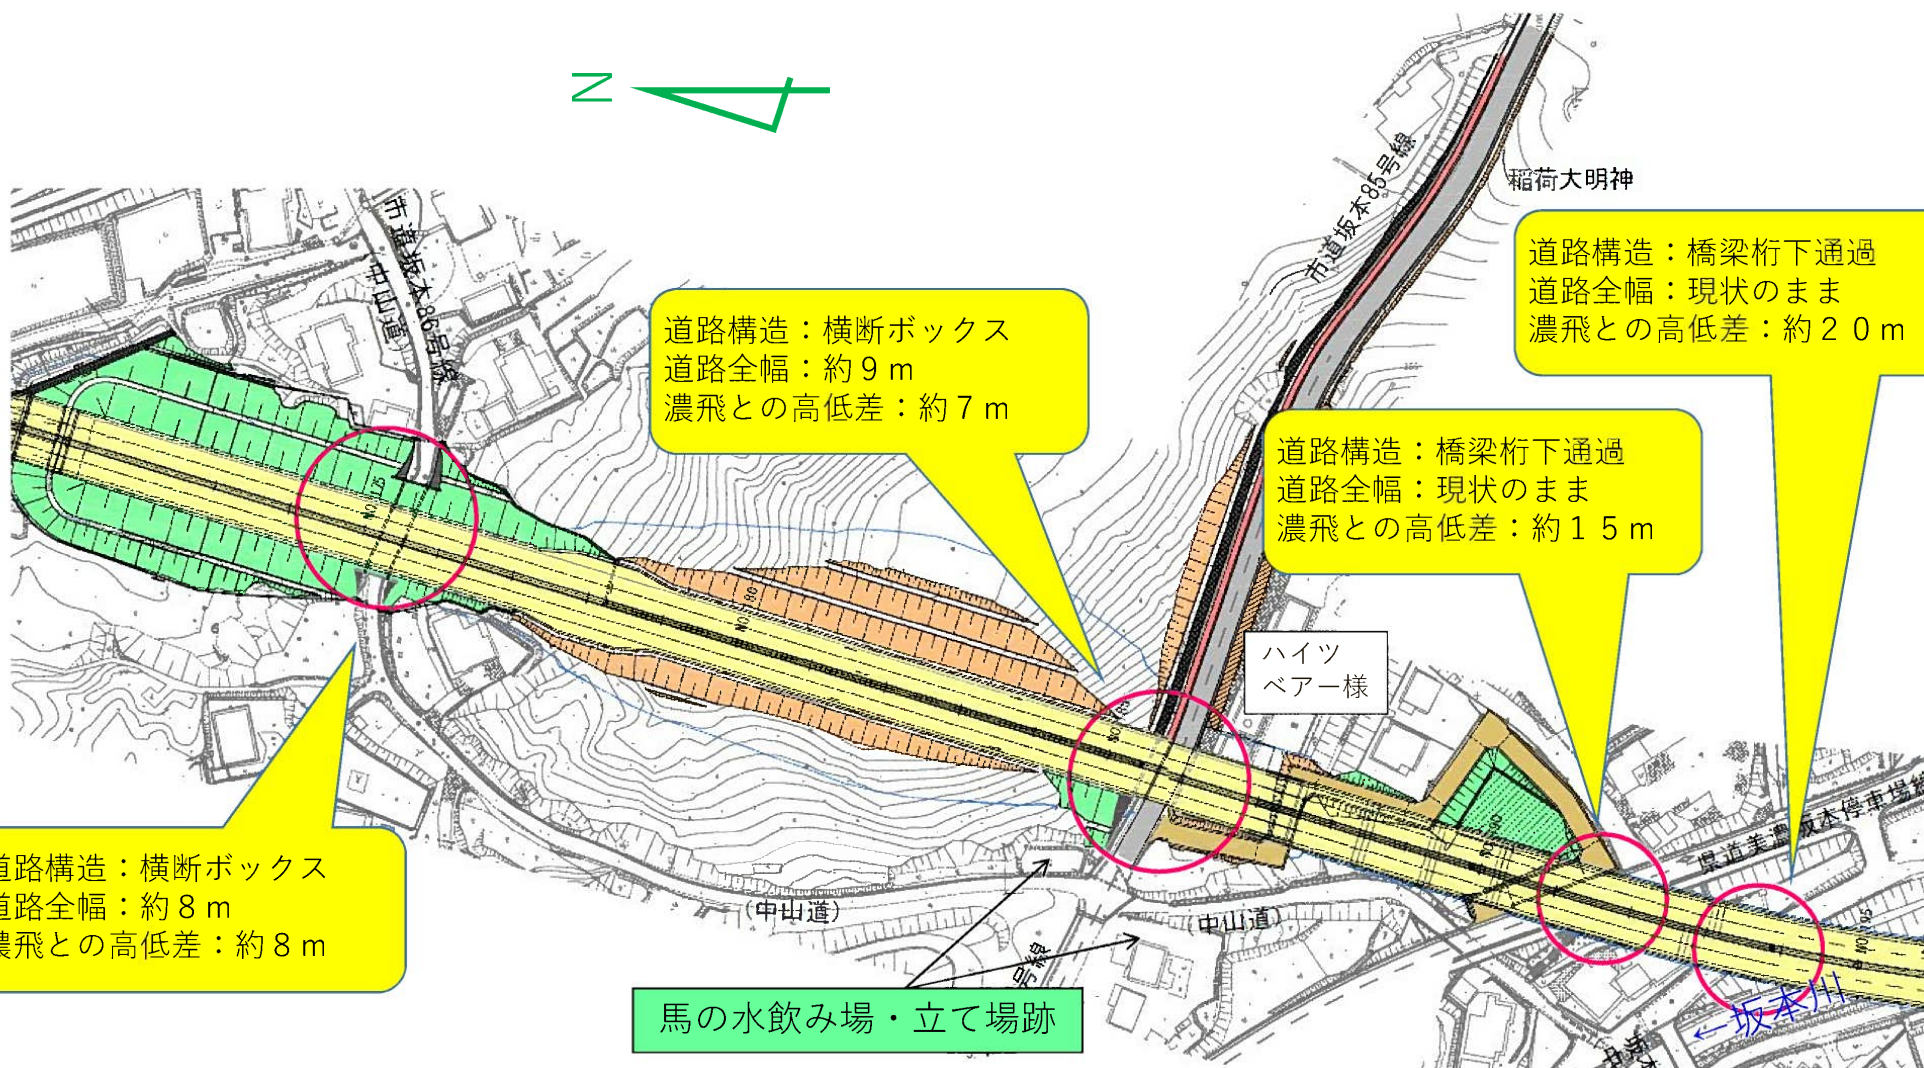 N
稲荷大明神
市道坂本85号線
市道坂本86号線
中山道
道路構造：橋梁桁下通過
道路全幅：現状のまま
濃飛との高低差：約２０ｍ
道路構造：横断ボックス
道路全幅：約９ｍ
濃飛との高低差：約７ｍ
道路構造：橋梁桁下通過
道路全幅：現状のまま
濃飛との高低差：約１５ｍ
ハイツ
ベアー様
道路構造：横断ボックス
道路全幅：約８ｍ
濃飛との高低差：約８ｍ
NO.80
県道美濃坂本停車場線
（中山道）
（中山道）
号線
NO.95
馬の水飲み場・立て場跡
←坂本川